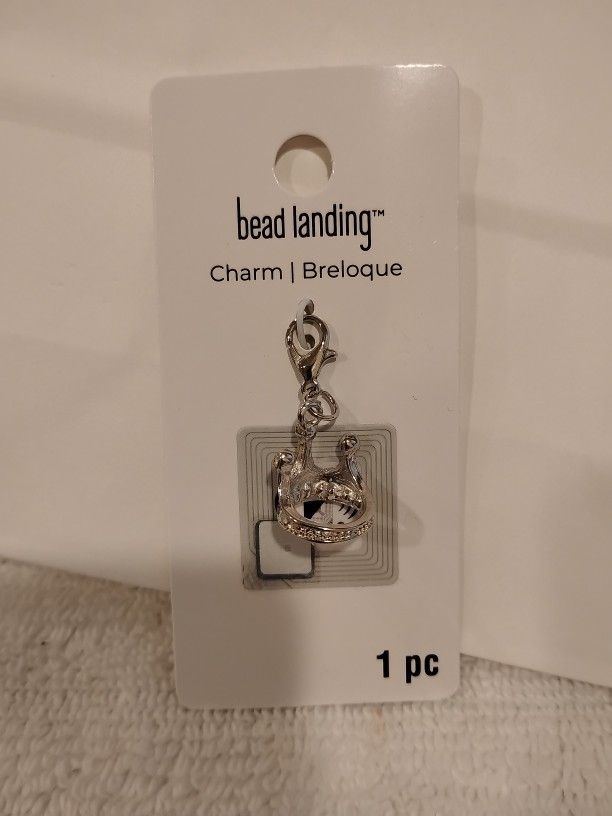 bead landing™
Charm | Breloque
1 pc